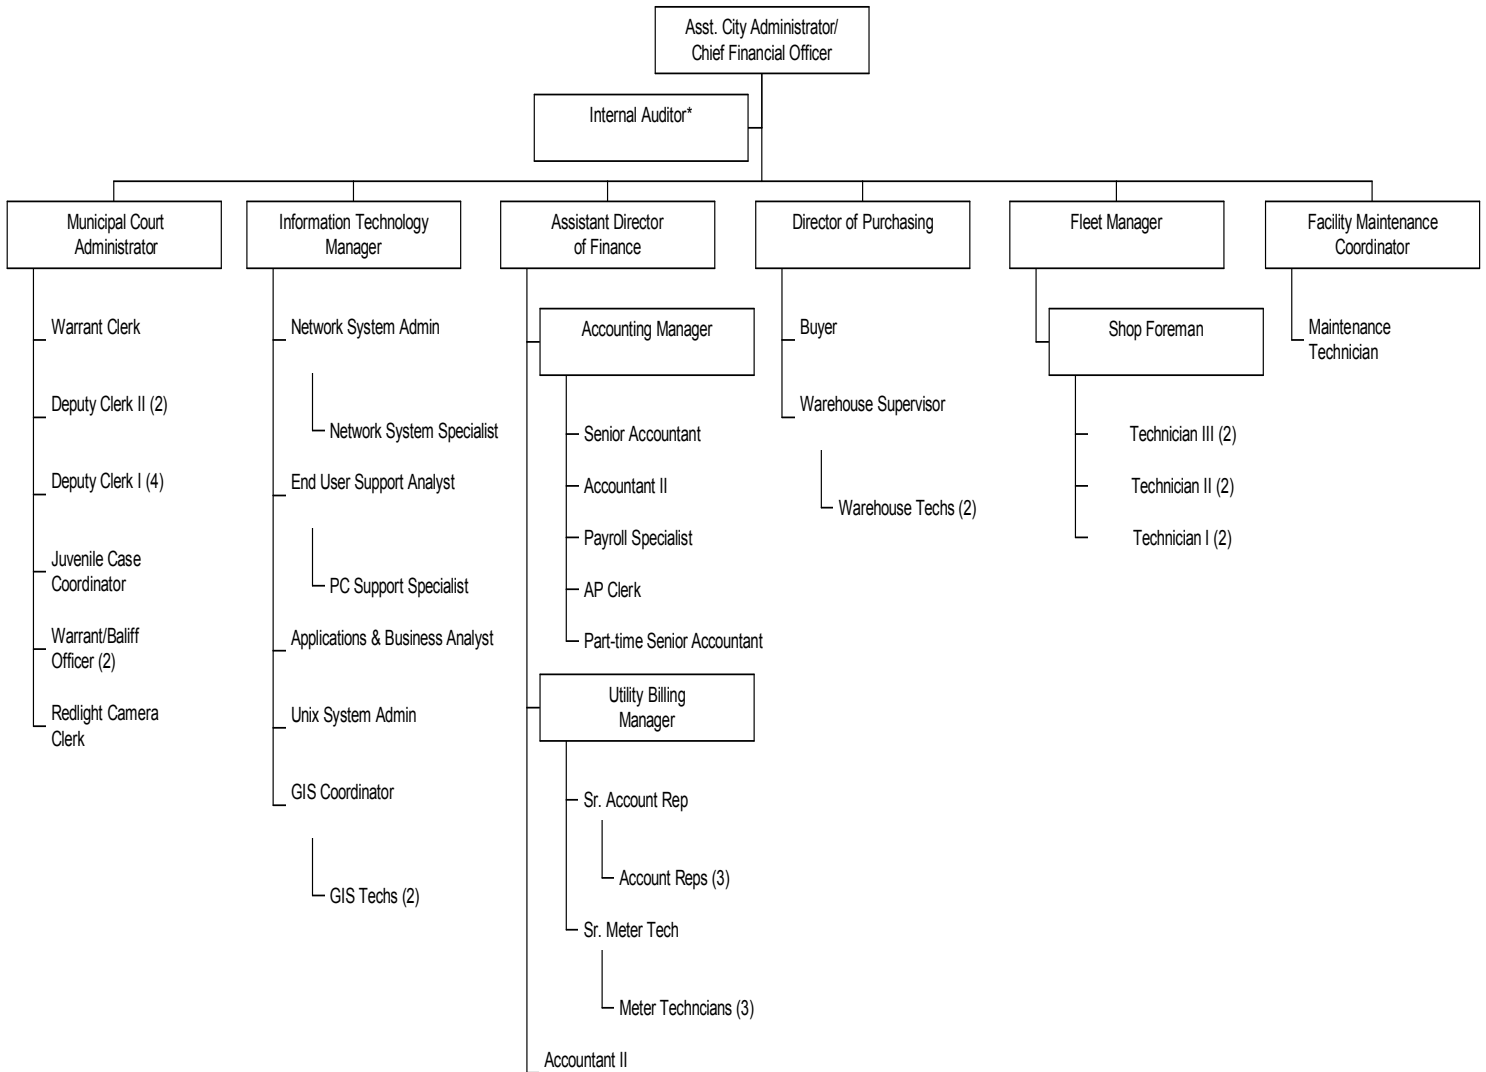 Asst. City Administrator/
Chief Financial Officer
Internal Auditor*
Municipal Court
Administrator
Warrant Clerk
Deputy Clerk II (2)
Deputy Clerk I (4)
Juvenile Case
Coordinator
Warrant/Baliff
Officer (2)
Redlight Camera
Clerk
Information Technology
Manager
Network System Admin
Network System Specialist
End User Support Analyst
PC Support Specialist
Applications & Business Analyst
Unix System Admin
GIS Coordinator
GIS Techs (2)
Assistant Director
of Finance
Accounting Manager
Senior Accountant
Accountant II
Payroll Specialist
AP Clerk
Part-time Senior Accountant
Utility Billing
Manager
Sr. Account Rep
Account Reps (3)
Sr. Meter Tech
Meter Techncians (3)
Accountant II
Director of Purchasing
Buyer
Warehouse Supervisor
Warehouse Techs (2)
Fleet Manager
Shop Foreman
Technician III (2)
Technician II (2)
Technician I (2)
Facility Maintenance
Coordinator
Maintenance
Technician